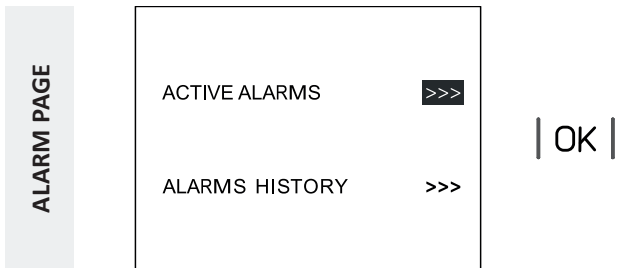 ALARM PAGE
ACTIVE ALARMS >>>
ALARMS HISTORY >>>
| OK |